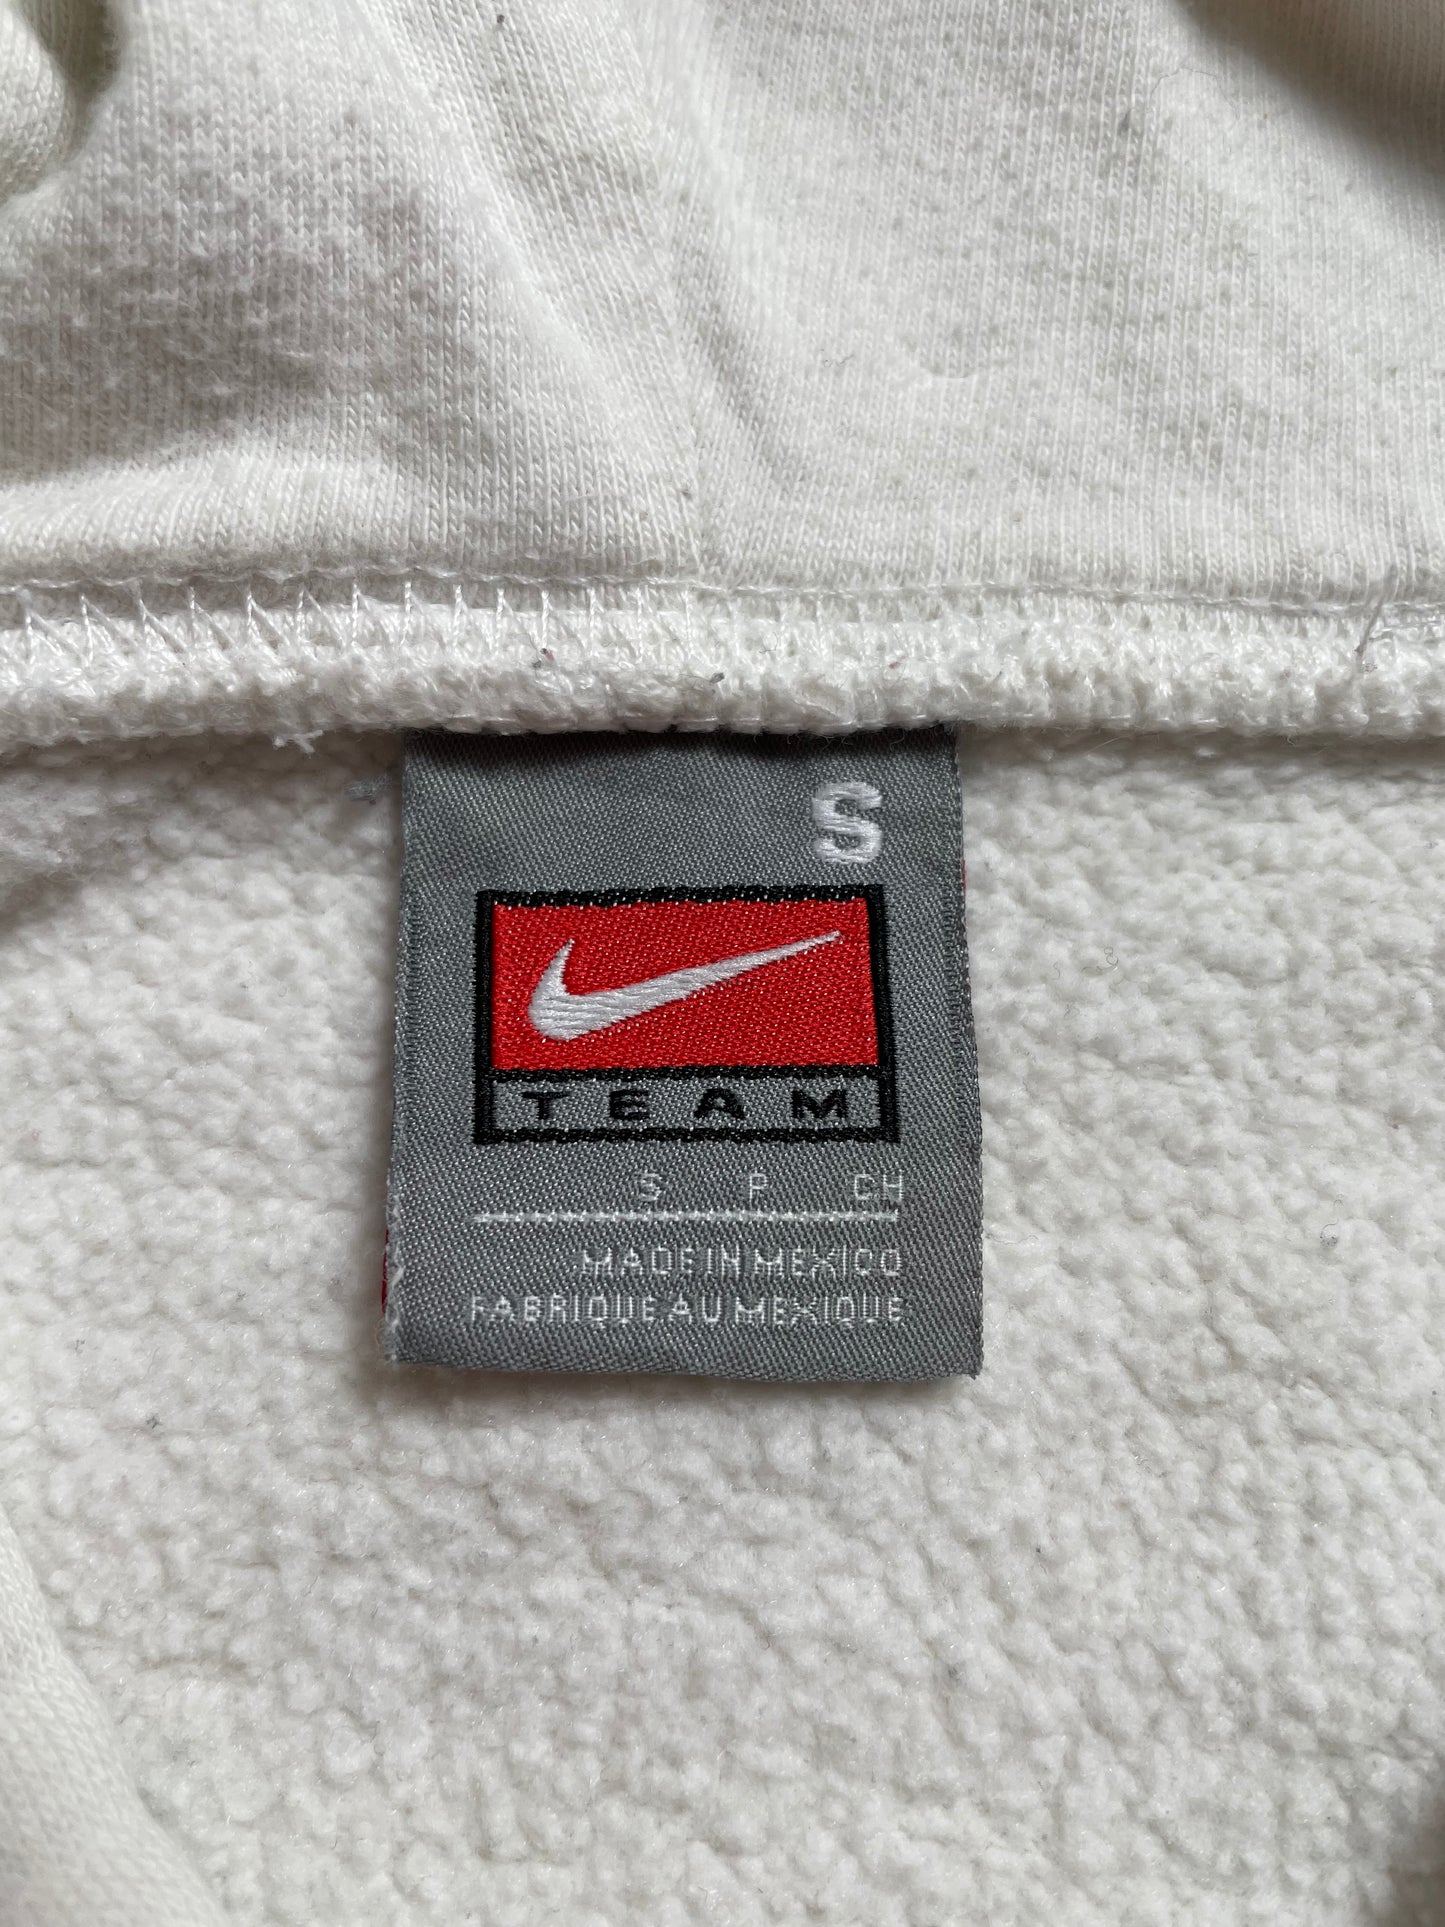 S
TEAM
S P CH
MADE IN MEXICO
FABRIQUE AU MEXIQUE